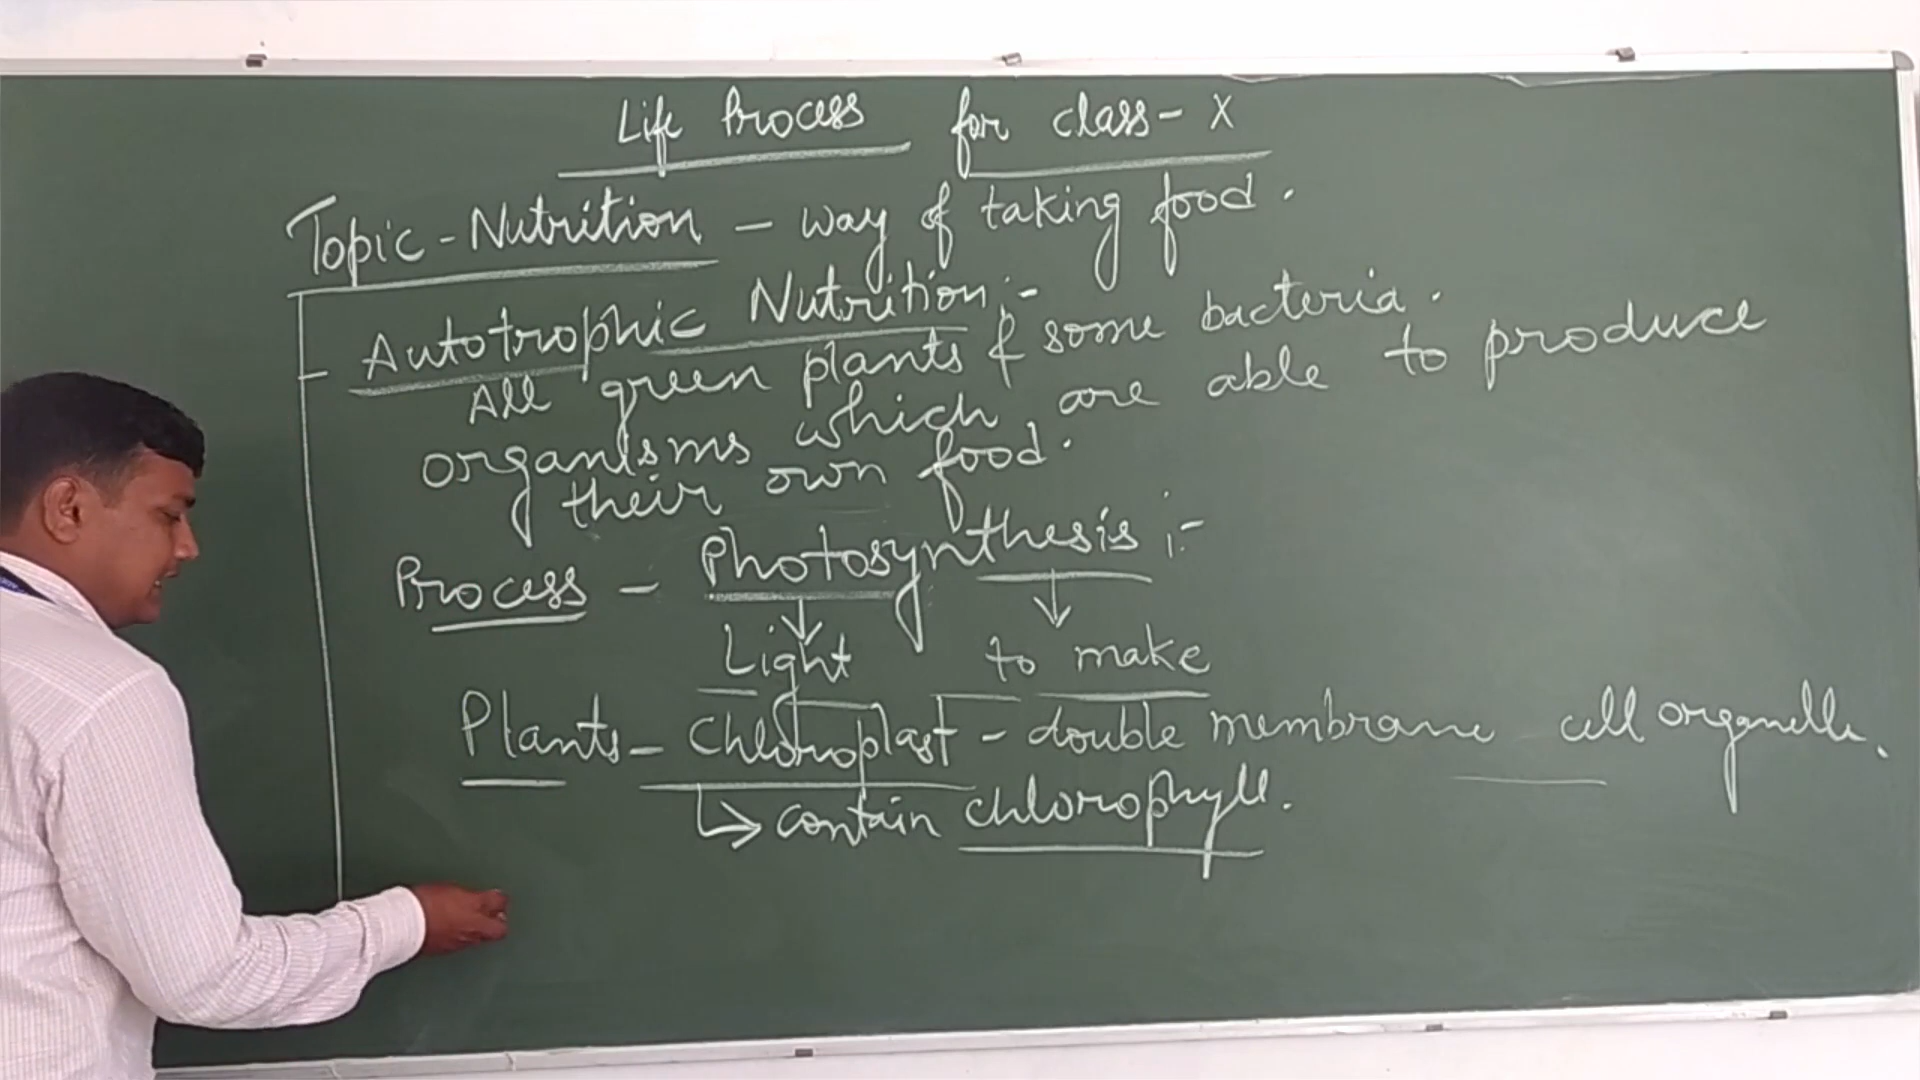 Life Process for class - X
Topic - Nutrition - way of taking food.
Autotrophic Nutrition :-
All green plants & some bacteria.
organisms which are able to produce
their own food.
Process - Photosynthesis :-
Light to make
Plants - Chloroplast - double membrane cell organelle.
↳ contain chlorophyll.